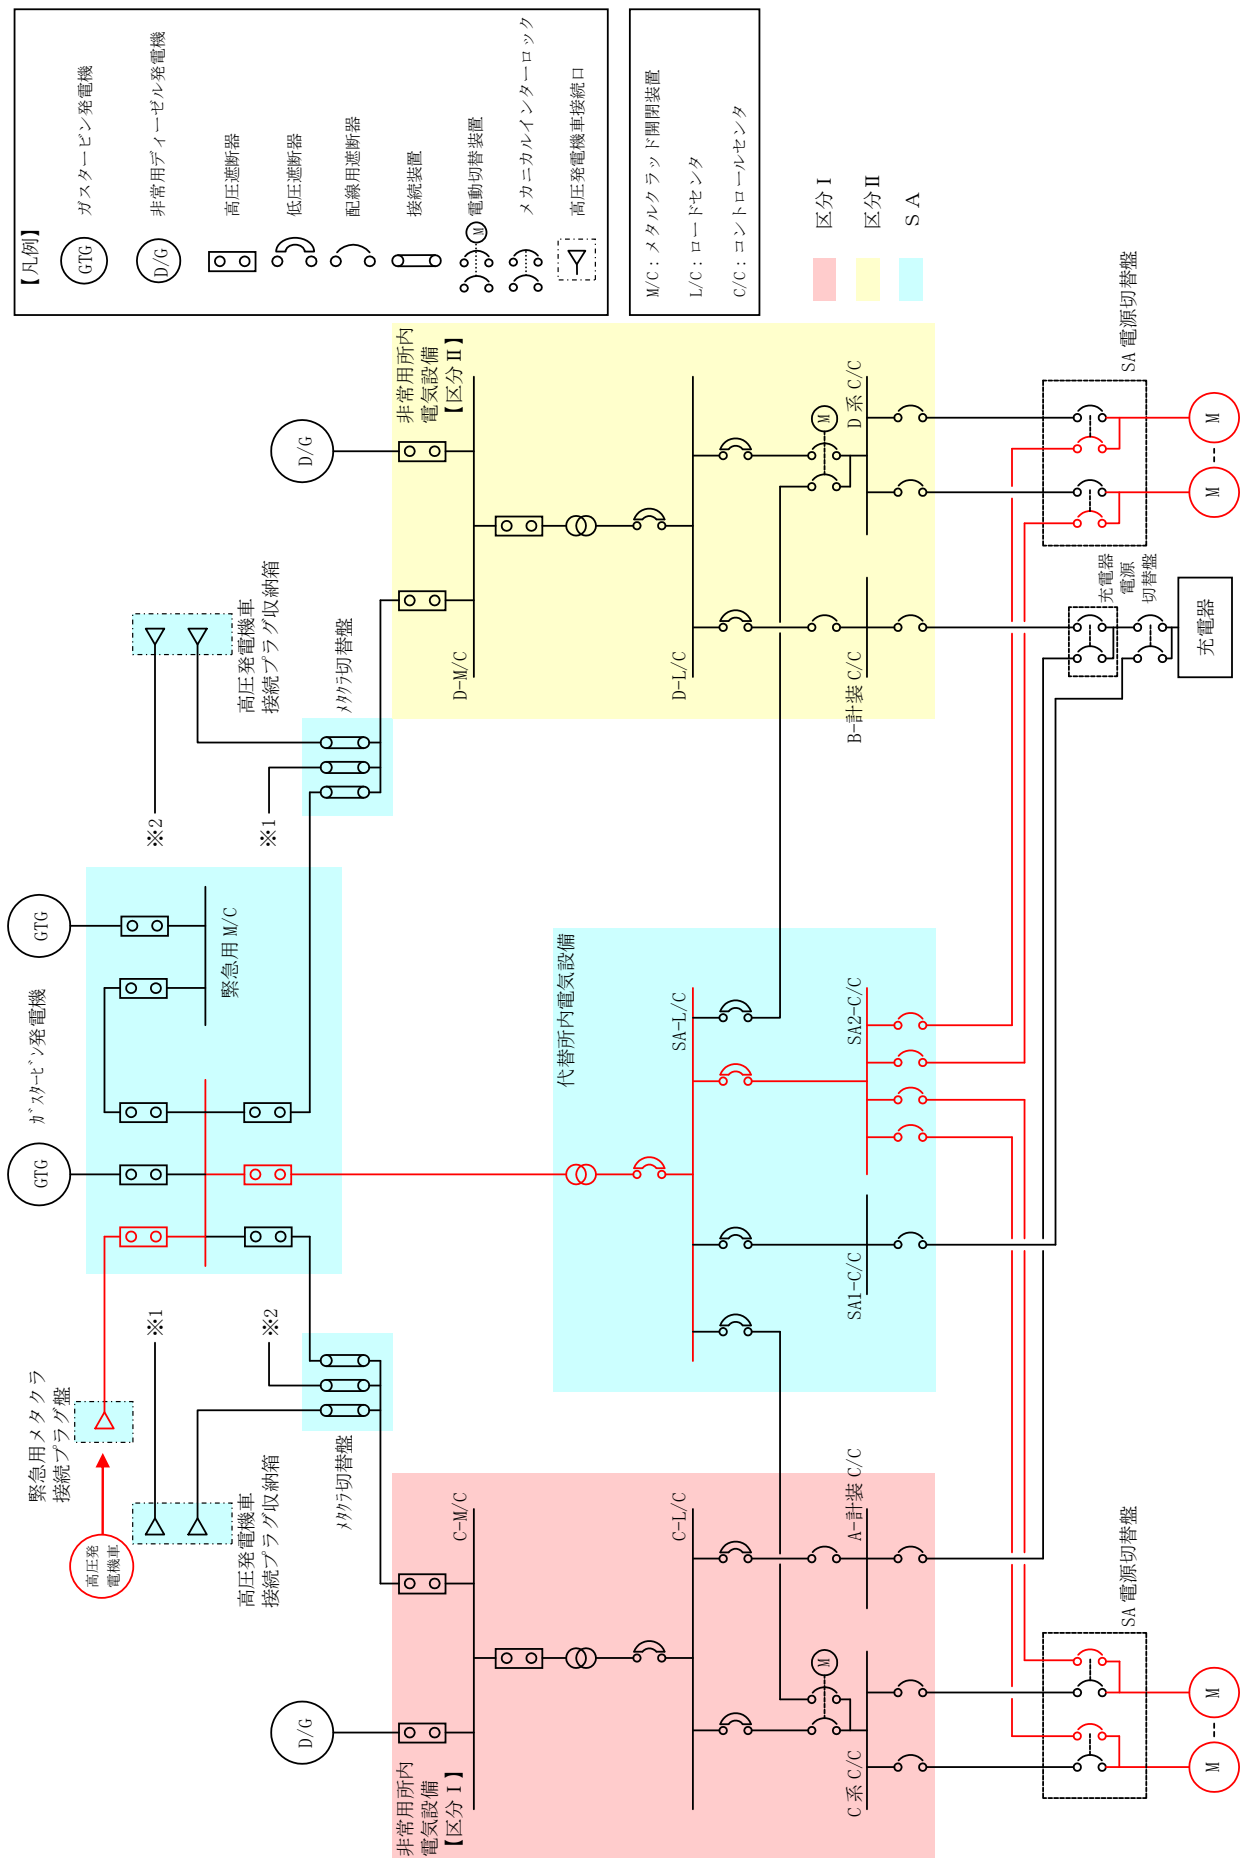 【凡例】
GTG
ガスタービン発電機
D/G
非常用ディーゼル発電機
高圧遮断器
低圧遮断器
配線用遮断器
接続装置
M
電動切替装置
メカニカルインターロック
高圧発電機車接続口
M/C：メタルクラッド開閉装置
L/C：ロードセンタ
C/C：コントロールセンタ
区分Ⅰ
区分Ⅱ
ＳＡ
緊急用メタクラ
接続プラグ盤
高圧発
電機車
高圧発電機車
接続プラグ収納箱
※1
※2
メタクラ切替盤
GTG
ガスタービン発電機
GTG
緊急用 M/C
※2
※1
高圧発電機車
接続プラグ収納箱
メタクラ切替盤
D/G
非常用所内
電気設備
【区分Ⅰ】
C-M/C
C-L/C
M
C 系 C/C
A-計装 C/C
代替所内電気設備
SA-L/C
SA1-C/C
SA2-C/C
D/G
非常用所内
電気設備
【区分Ⅱ】
D-M/C
D-L/C
M
B-計装 C/C
D 系 C/C
SA 電源切替盤
M
M
充電器
電源
切替盤
充電器
SA 電源切替盤
M
M